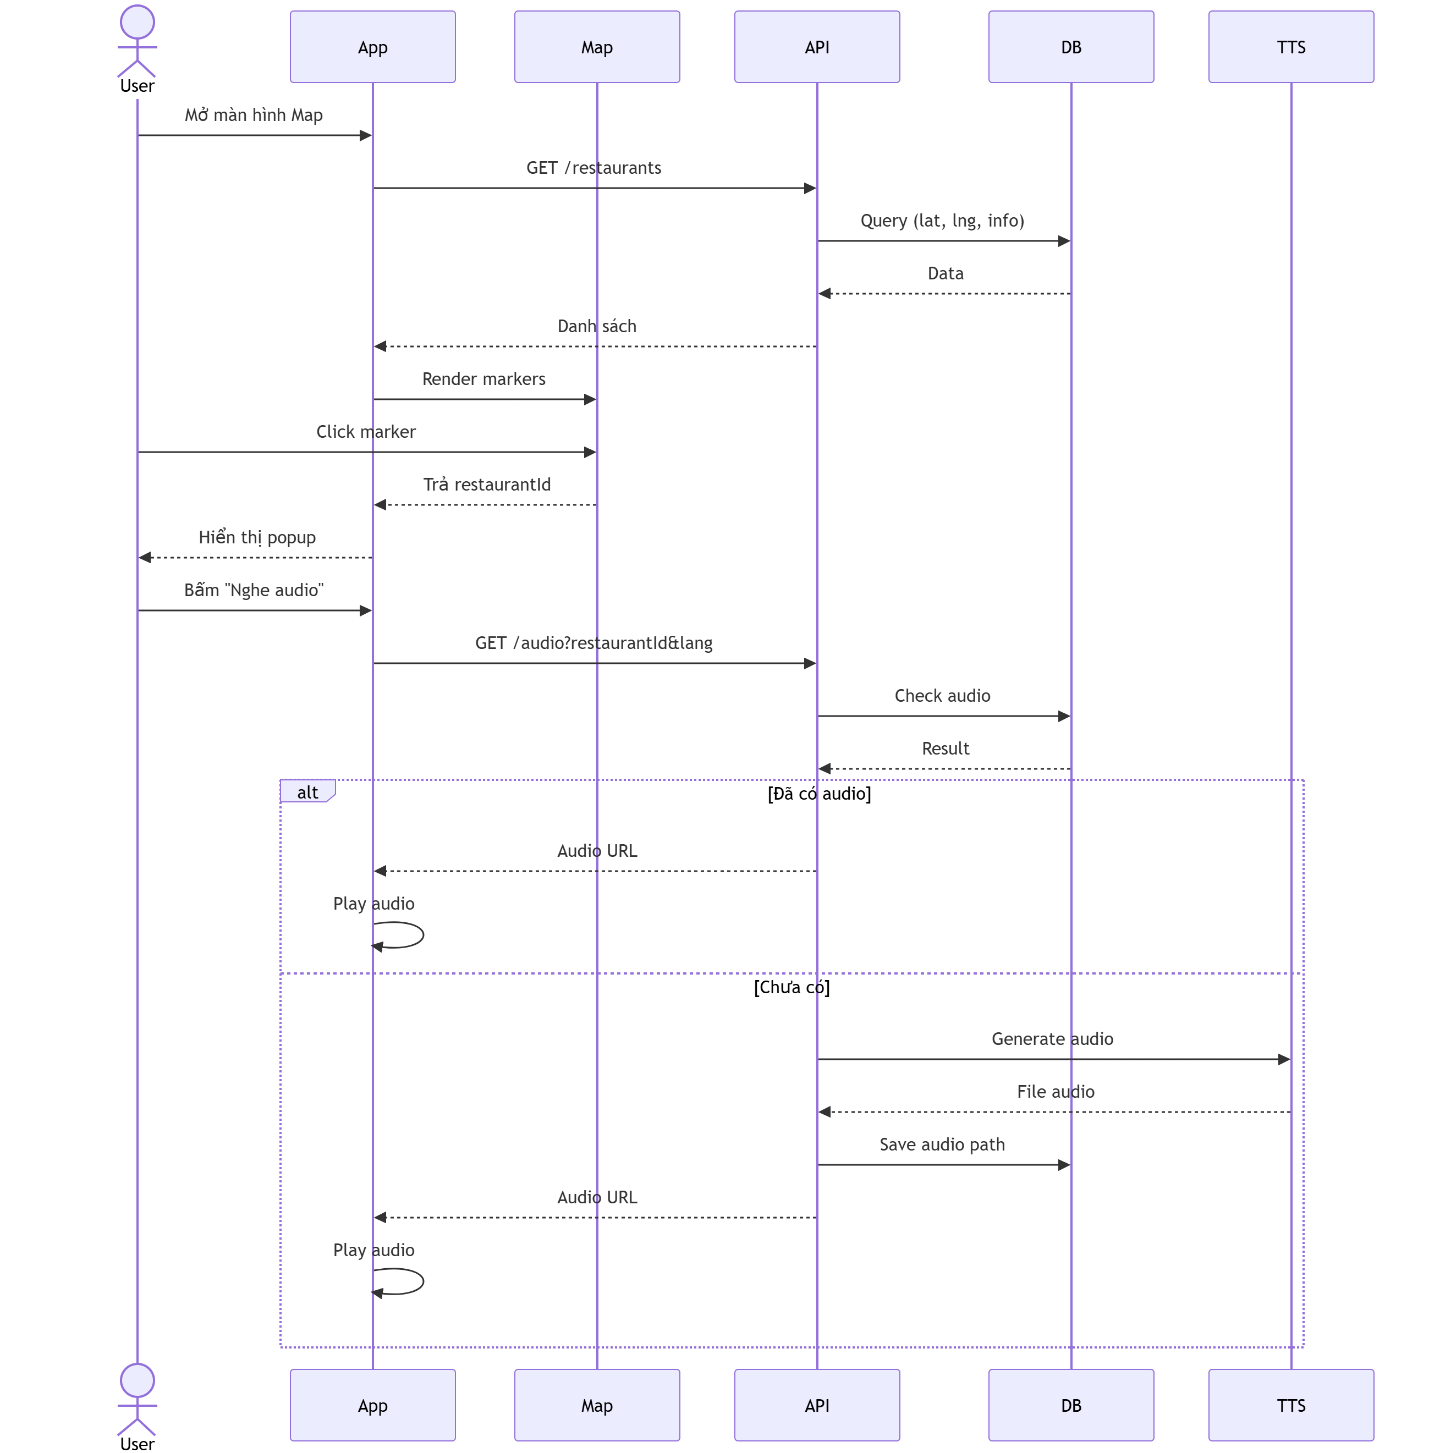 User
App
Map
API
DB
TTS
Mở màn hình Map
GET /restaurants
Query (lat, lng, info)
Data
Danh sách
Render markers
Click marker
Trả restaurantId
Hiển thị popup
Bấm "Nghe audio"
GET /audio?restaurantId&lang
Check audio
Result
alt
[Đã có audio]
Audio URL
Play audio
[Chưa có]
Generate audio
File audio
Save audio path
Audio URL
Play audio
User
App
Map
API
DB
TTS